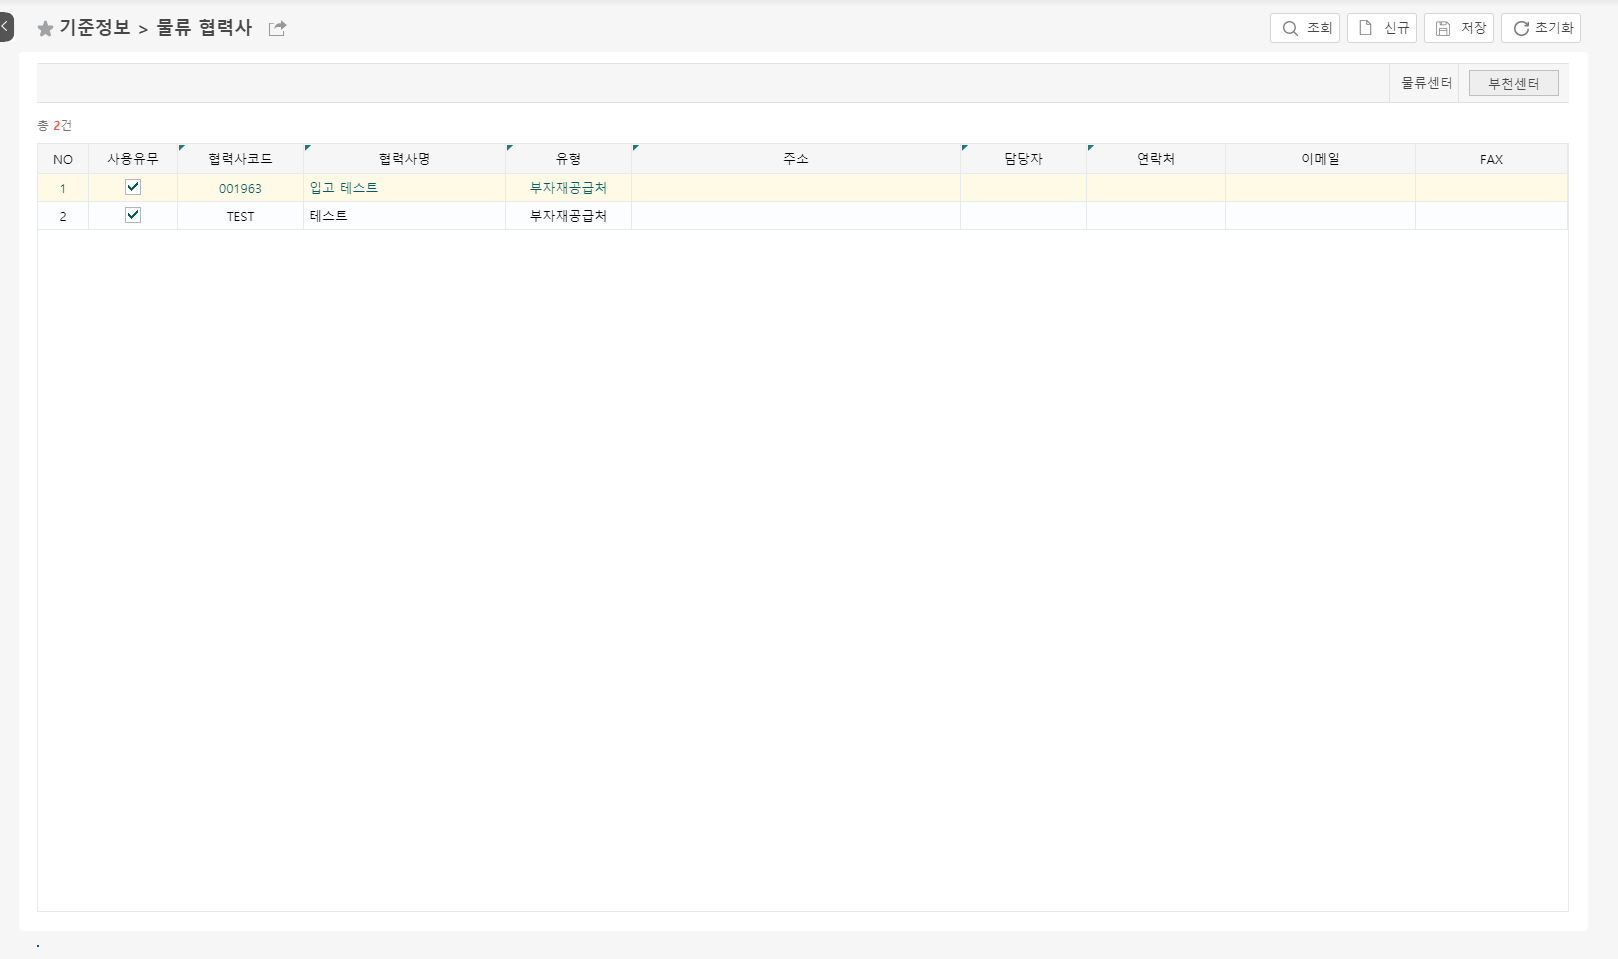 기준정보 > 물류 협력사
조회 신규 저장 초기화
물류센터 부천센터
총 2건
NO 사용유무 협력사코드 협력사명 유형 주소 담당자 연락처 이메일 FAX
1 001963 입고 테스트 부자재공급처
2 TEST 테스트 부자재공급처